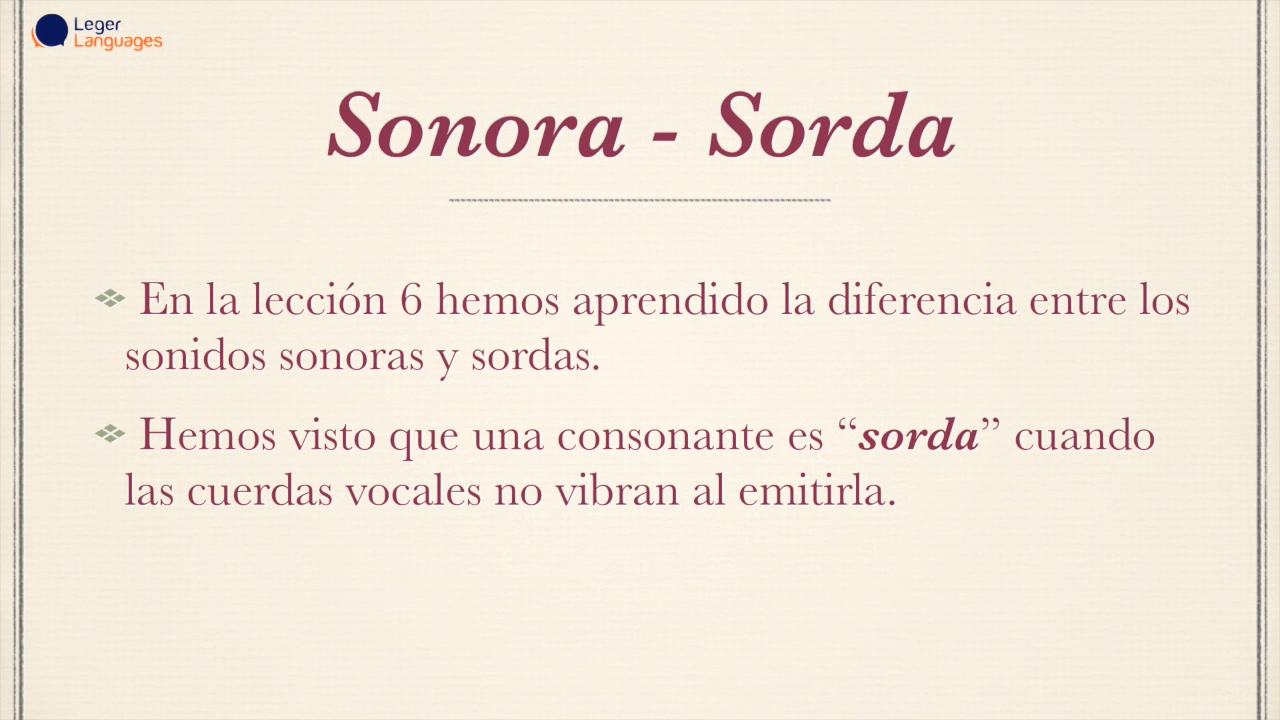 Leger
Languages
Sonora - Sorda
En la lección 6 hemos aprendido la diferencia entre los
sonidos sonoras y sordas.
Hemos visto que una consonante es “sorda” cuando
las cuerdas vocales no vibran al emitirla.